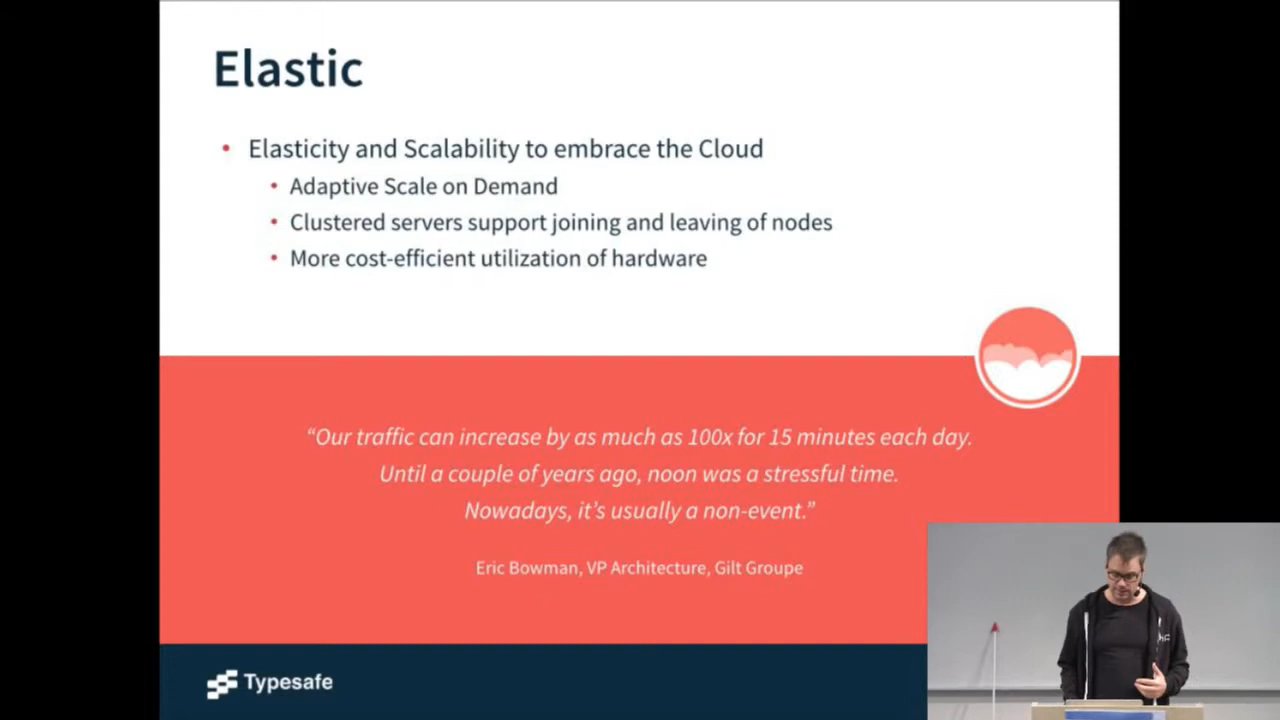 Elastic
• Elasticity and Scalability to embrace the Cloud
• Adaptive Scale on Demand
• Clustered servers support joining and leaving of nodes
• More cost-efficient utilization of hardware
“Our traffic can increase by as much as 100x for 15 minutes each day.
Until a couple of years ago, noon was a stressful time.
Nowadays, it’s usually a non-event.”
Eric Bowman, VP Architecture, Gilt Groupe
Typesafe